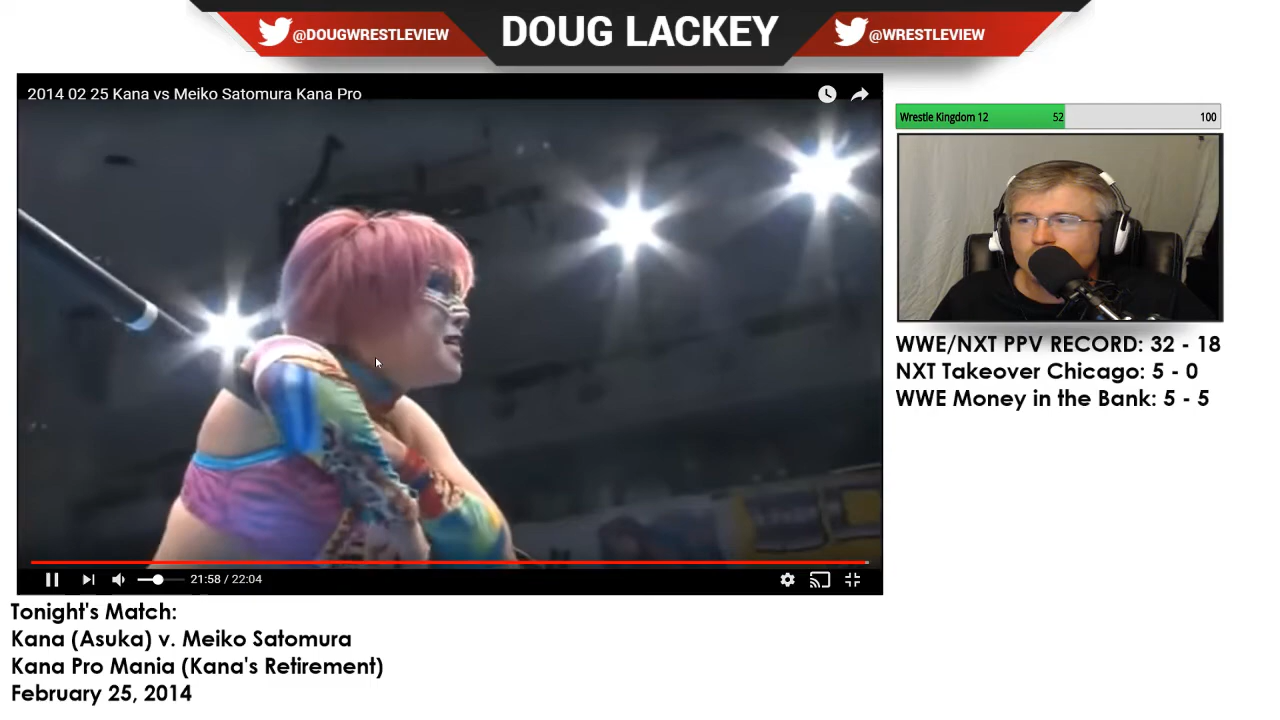 @DOUGWRESTLEVIEW
DOUG LACKEY
@WRESTLEVIEW
2014 02 25 Kana vs Meiko Satomura Kana Pro
Wrestle Kingdom 12 52 100
WWE/NXT PPV RECORD: 32 - 18
NXT Takeover Chicago: 5 - 0
WWE Money in the Bank: 5 - 5
21:58 / 22:04
Tonight's Match:
Kana (Asuka) v. Meiko Satomura
Kana Pro Mania (Kana's Retirement)
February 25, 2014